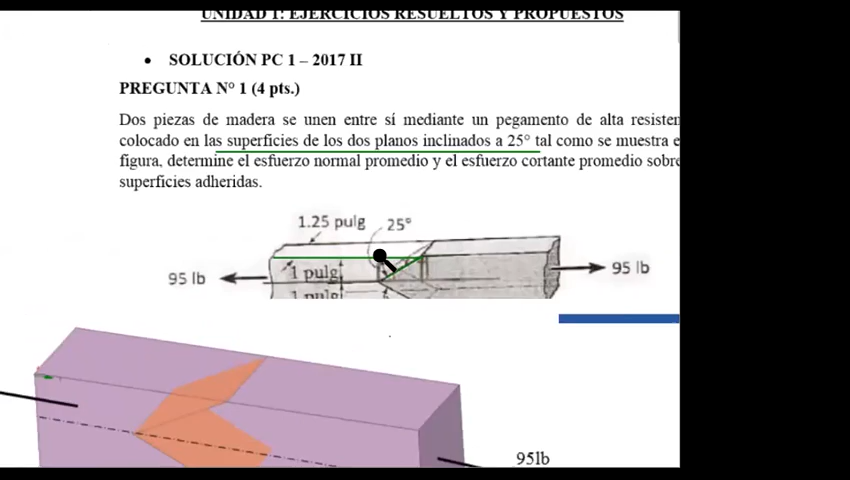 UNIDAD I: EJERCICIOS RESUELTOS Y PROPUESTOS
• SOLUCIÓN PC 1 – 2017 II
PREGUNTA N° 1 (4 pts.)
Dos piezas de madera se unen entre sí mediante un pegamento de alta resisten
colocado en las superficies de los dos planos inclinados a 25° tal como se muestra e
figura, determine el esfuerzo normal promedio y el esfuerzo cortante promedio sobre
superficies adheridas.
1.25 pulg 25°
95 lb 1 pulg 95 lb
1 pulg
95lb